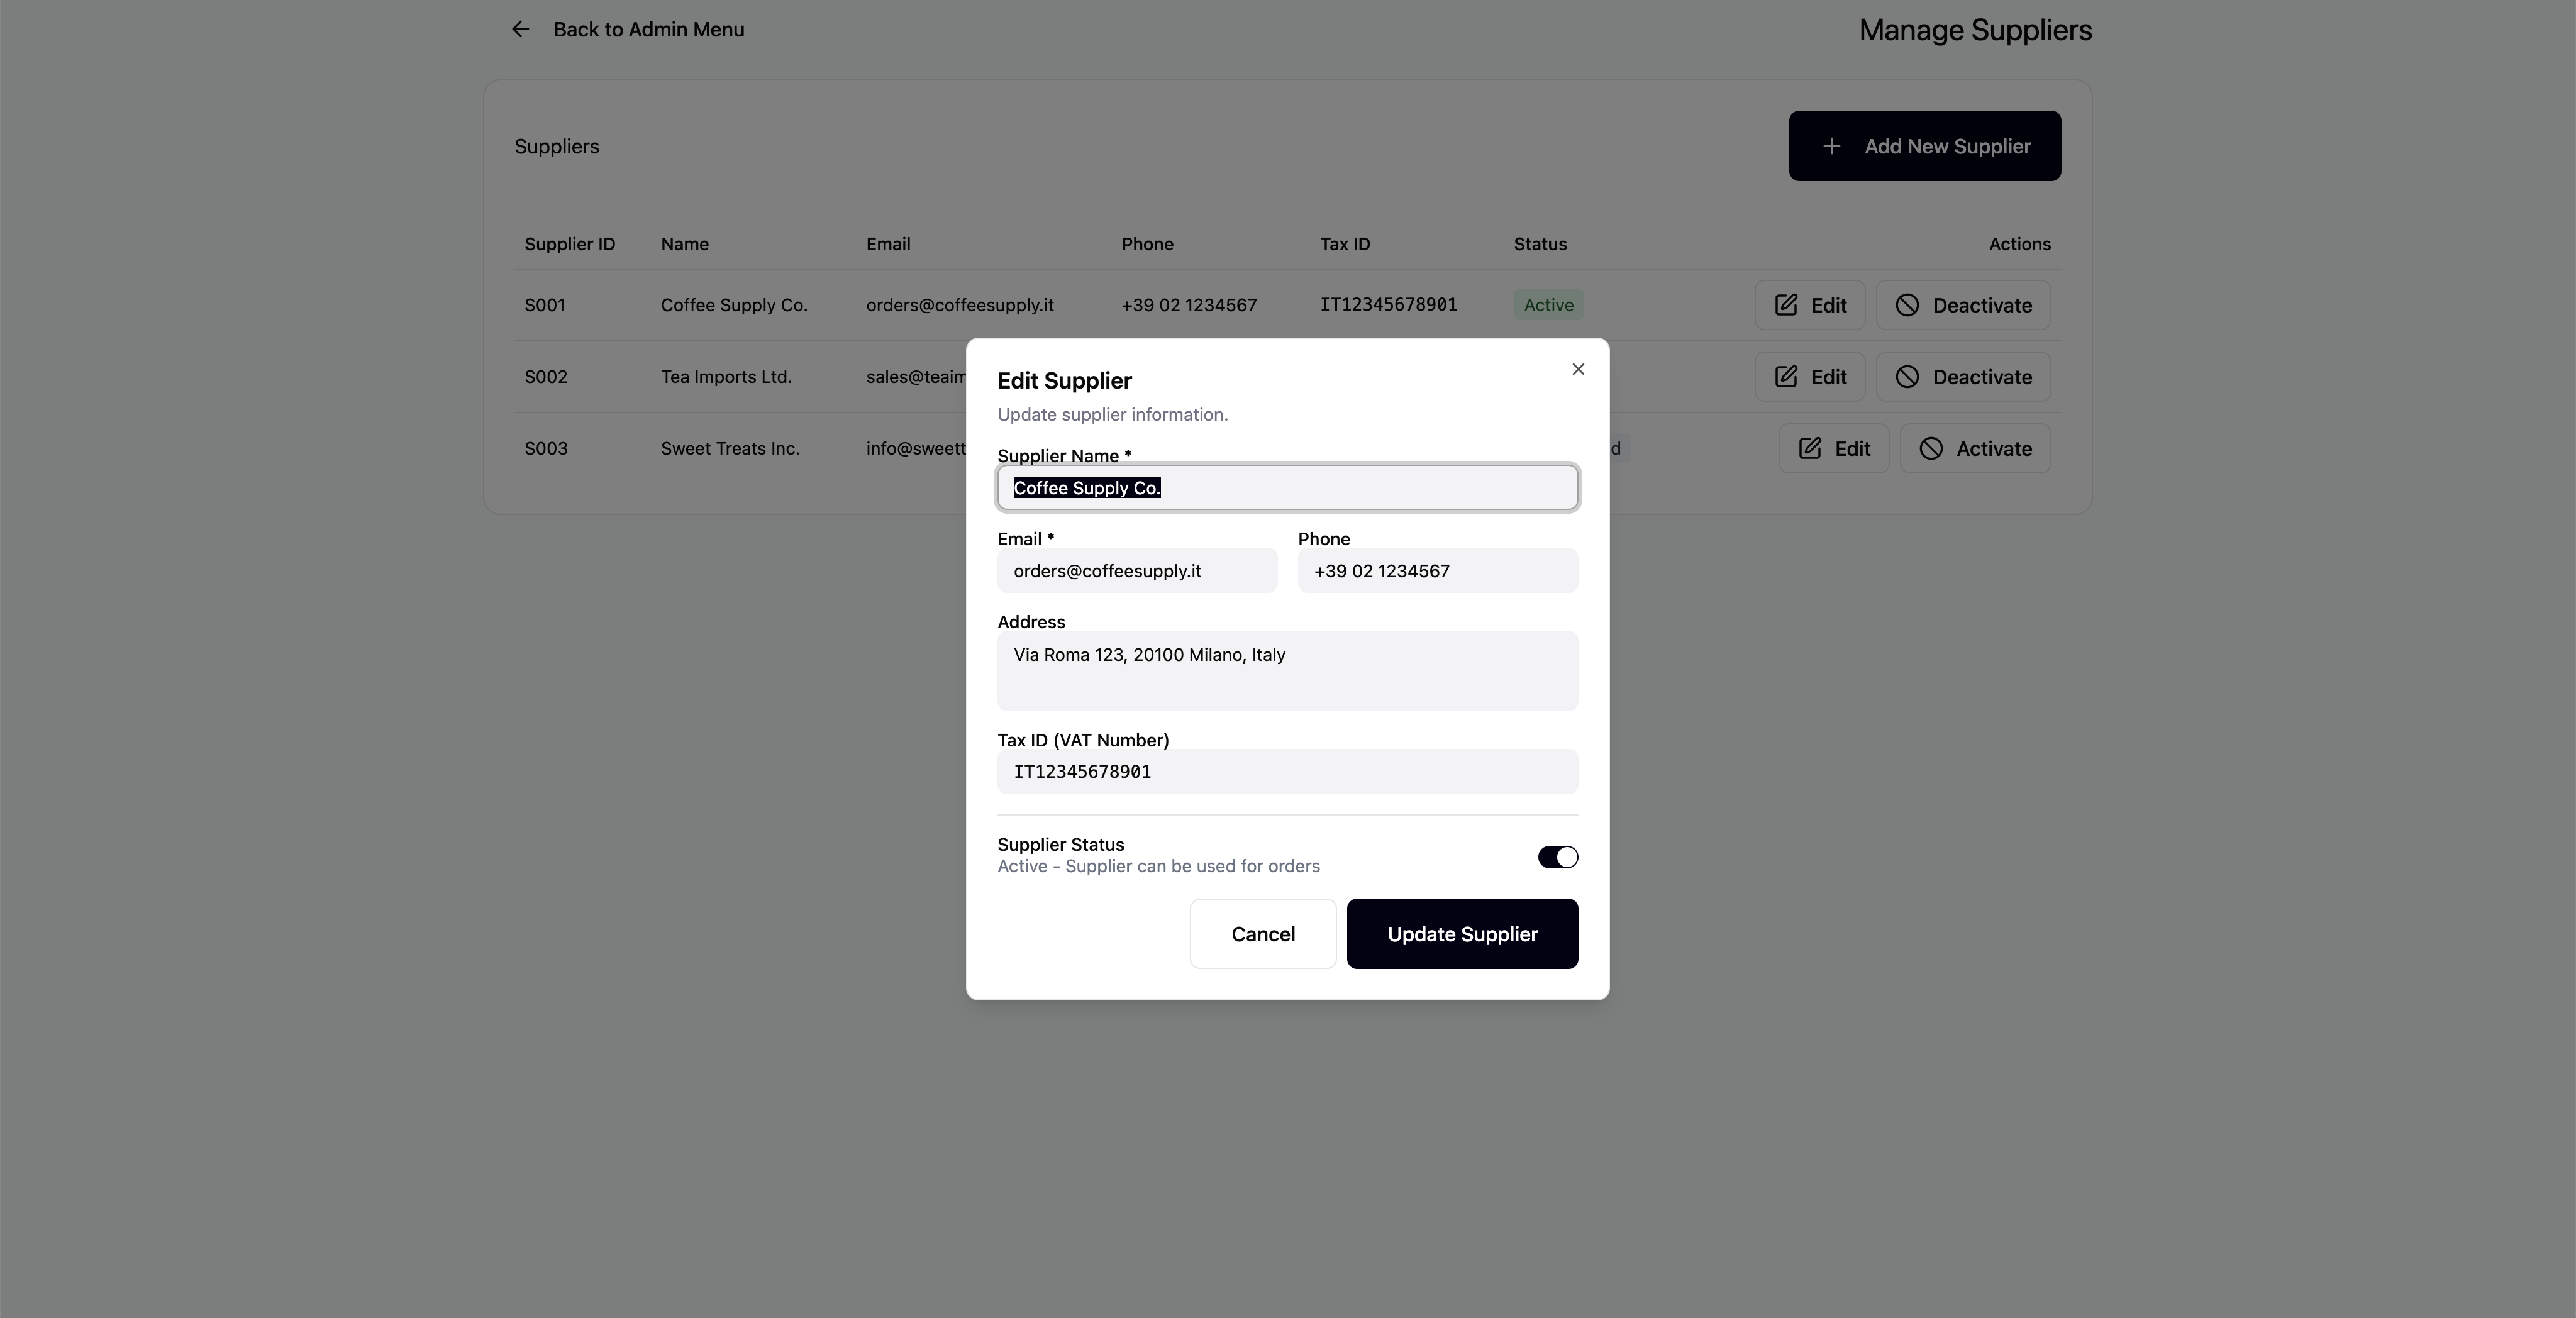 Back to Admin Menu
Manage Suppliers
Suppliers
+ Add New Supplier
Supplier ID Name Email Phone Tax ID Status Actions
S001 Coffee Supply Co. orders@coffeesupply.it +39 02 1234567 IT12345678901 Active Edit Deactivate
S002 Tea Imports Ltd. sales@teaim Edit Deactivate
S003 Sweet Treats Inc. info@sweett d Edit Activate
Edit Supplier
Update supplier information.
Supplier Name *
Coffee Supply Co.
Email * Phone
orders@coffeesupply.it +39 02 1234567
Address
Via Roma 123, 20100 Milano, Italy
Tax ID (VAT Number)
IT12345678901
Supplier Status
Active - Supplier can be used for orders
Cancel Update Supplier